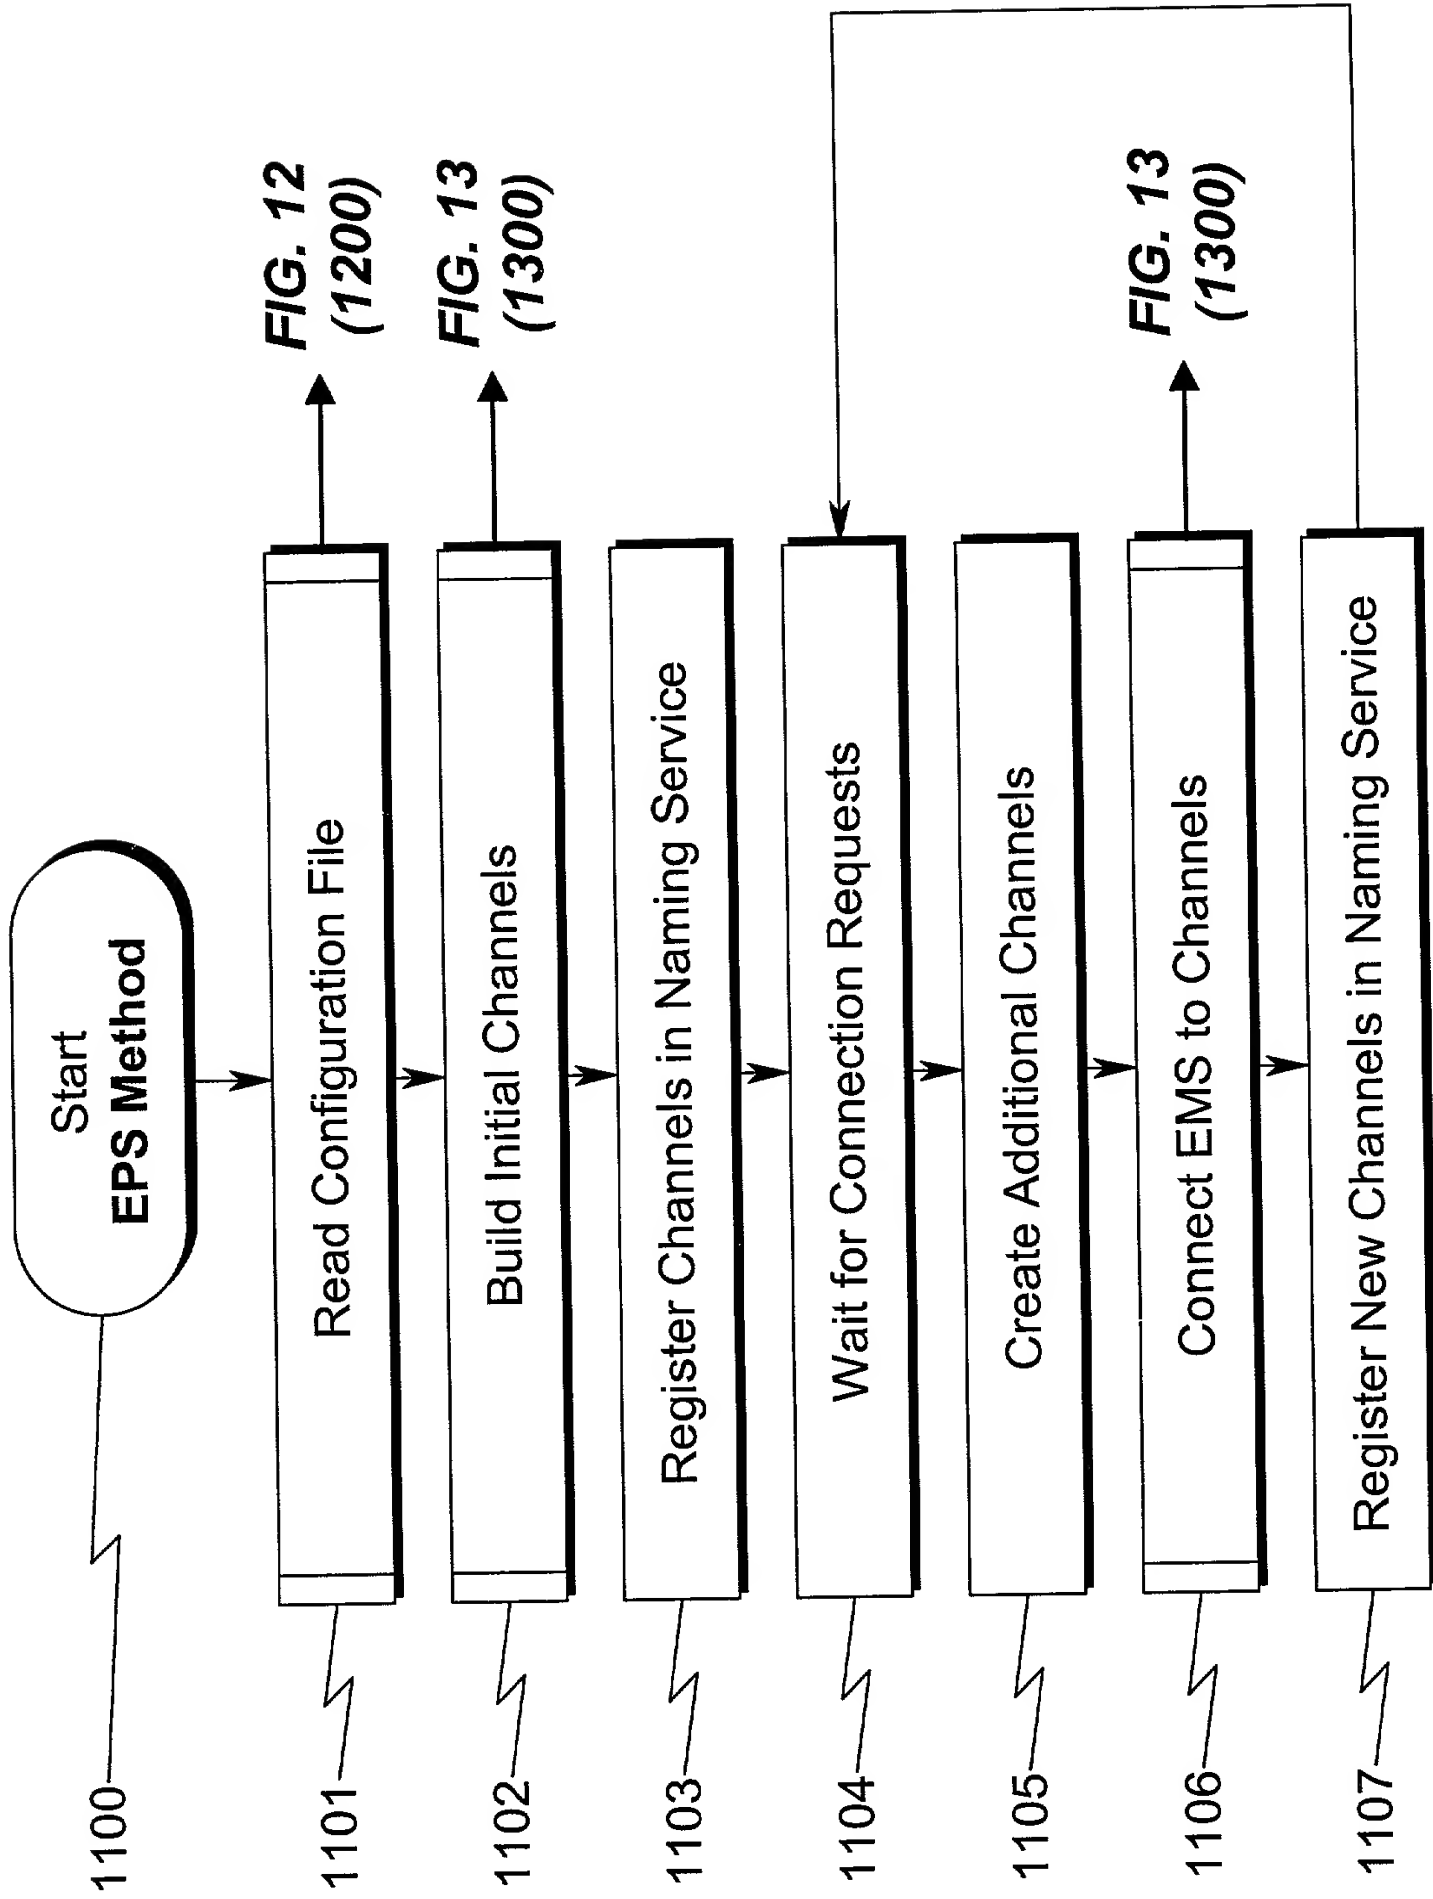 1100
Start
EPS Method
1101
Read Configuration File
FIG. 12
(1200)
1102
Build Initial Channels
FIG. 13
(1300)
1103
Register Channels in Naming Service
1104
Wait for Connection Requests
1105
Create Additional Channels
1106
Connect EMS to Channels
FIG. 13
(1300)
1107
Register New Channels in Naming Service